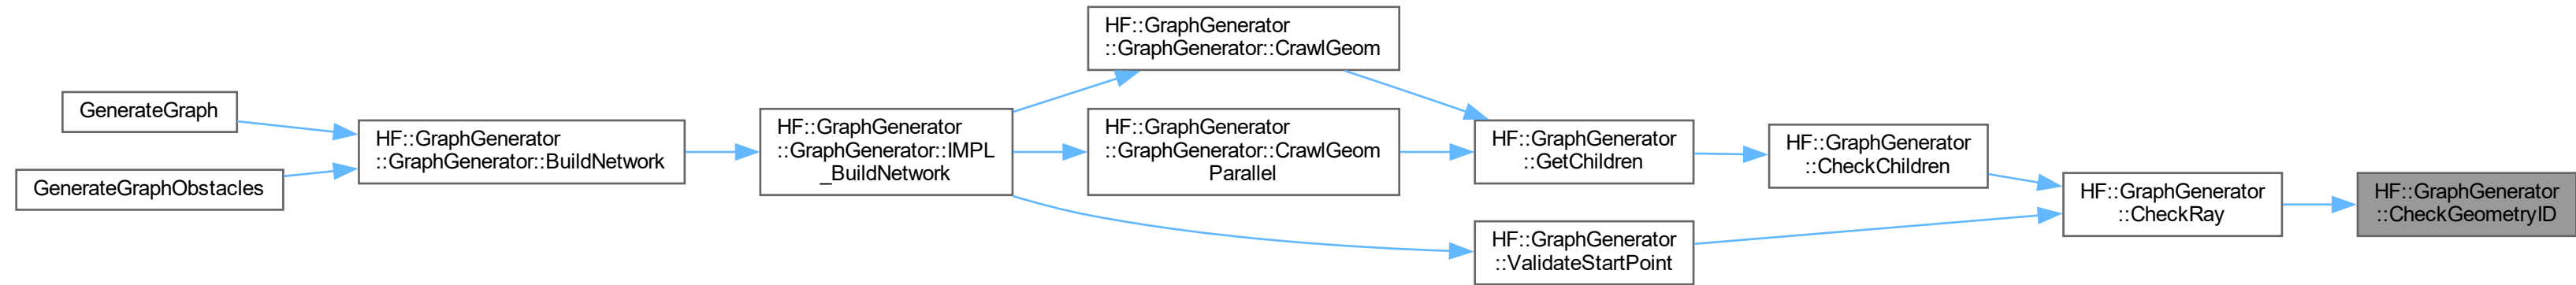 GenerateGraph
GenerateGraphObstacles
HF::GraphGenerator
::GraphGenerator::BuildNetwork
HF::GraphGenerator
::GraphGenerator::IMPL
_BuildNetwork
HF::GraphGenerator
::GraphGenerator::CrawlGeom
HF::GraphGenerator
::GraphGenerator::CrawlGeom
Parallel
HF::GraphGenerator
::GetChildren
HF::GraphGenerator
::ValidateStartPoint
HF::GraphGenerator
::CheckChildren
HF::GraphGenerator
::CheckRay
HF::GraphGenerator
::CheckGeometryID